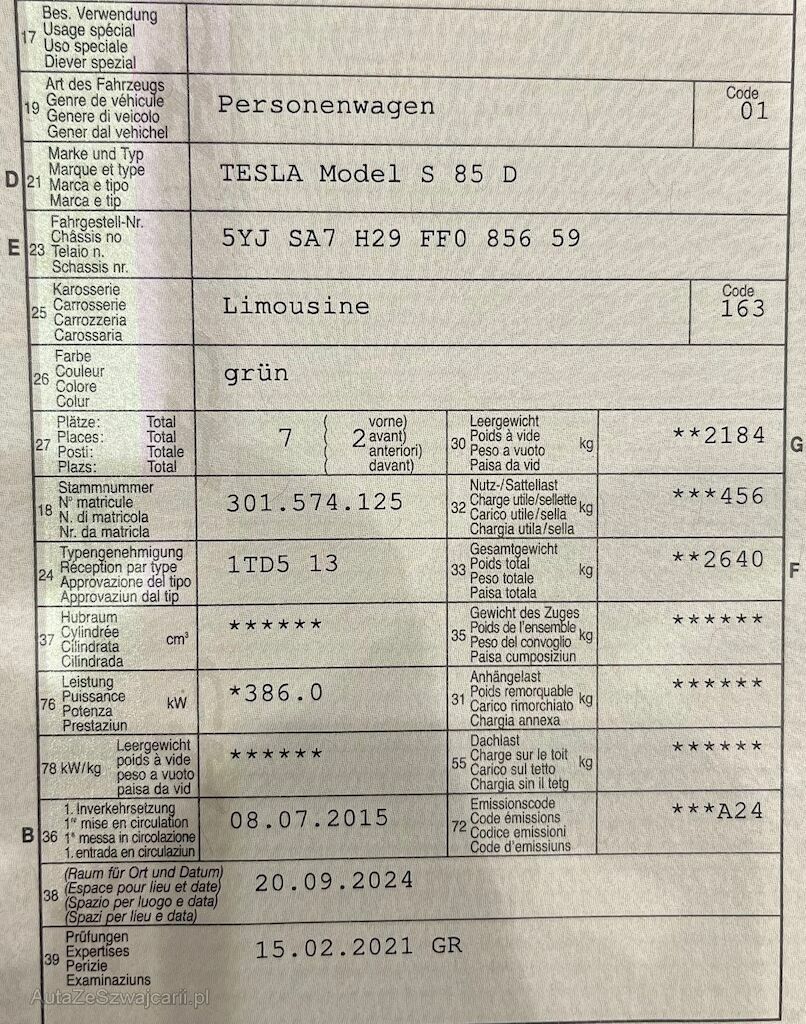 17 Bes. Verwendung
Usage spécial
Uso speciale
Diever spezial
19 Art des Fahrzeugs
Genre de véhicule
Genere di veicolo
Gener dal vehichel
Personenwagen
Code
01
D 21 Marke und Typ
Marque et type
Marca e tipo
Marca e tip
TESLA Model S 85 D
E 23 Fahrgestell-Nr.
Châssis no
Telaio n.
Schassis nr.
5YJ SA7 H29 FF0 856 59
25 Karosserie
Carrosserie
Carrozzeria
Carossaria
Limousine
Code
163
26 Farbe
Couleur
Colore
Colur
grün
27 Plätze: Total
Places: Total
Posti: Totale
Plazs: Total
7 ( 2 vorne)
( avant)
( anteriori)
( davant)
30 Leergewicht
Poids à vide
Peso a vuoto
Paisa da vid
kg
**2184 G
18 Stammnummer
N° matricule
N. di matricola
Nr. da matricla
301.574.125
32 Nutz-/Sattellast
Charge utile/sellette
Carico utile/sella
Chargia utila/sella
kg
***456
24 Typengenehmigung
Réception par type
Approvazione del tipo
Approvaziun dal tip
1TD5 13
33 Gesamtgewicht
Poids total
Peso totale
Paisa totala
kg
**2640 F
37 Hubraum
Cylindrée
Cilindrata
Cilindrada
cm³
******
35 Gewicht des Zuges
Poids de l'ensemble
Peso del convoglio
Paisa cumposiziun
kg
******
76 Leistung
Puissance
Potenza
Prestaziun
kW
*386.0
31 Anhängelast
Poids remorquable
Carico rimorchiato
Chargia annexa
kg
******
78 kW/kg Leergewicht
poids à vide
peso a vuoto
paisa da vid
******
55 Dachlast
Charge sur le toit
Carico sul tetto
Chargia sin il tetg
kg
******
B 36 1. Inverkehrsetzung
1re mise en circulation
1a messa in circolazione
1. entrada en circulaziun
08.07.2015
72 Emissionscode
Code émissions
Codice emissioni
Code d'emissiuns
***A24
38 (Raum für Ort und Datum)
(Espace pour lieu et date)
(Spazio per luogo e data)
(Spazi per lieu e data)
20.09.2024
39 Prüfungen
Expertises
Perizie
Examinaziuns
15.02.2021 GR
AutaZeSzwajcarii.pl